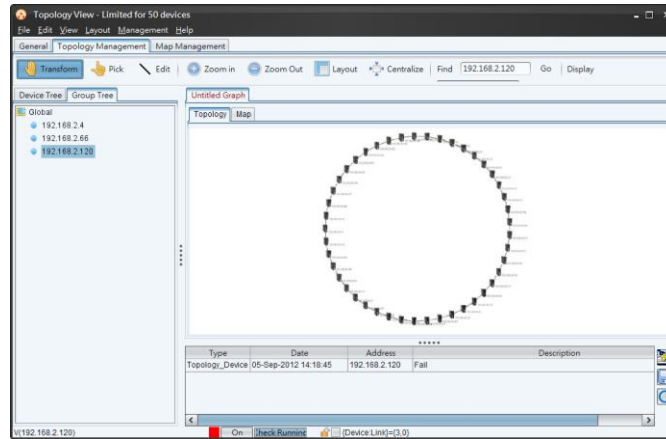 Topology View - Limited for 50 devices
File Edit View Layout Management Help
General Topology Management Map Management
Transform Pick Edit Zoom in Zoom Out Layout Centralize Find 192.168.2.120 Go Display
Device Tree Group Tree
Untitled Graph
Global
Topology Map
192.168.2.4
192.168.2.66
192.168.2.120
Type Date Address Description
Topology_Device 05-Sep-2012 14:18:45 192.168.2.120 Fail
V(192.168.2.120) On Check Running {Device:Link}={3,0}